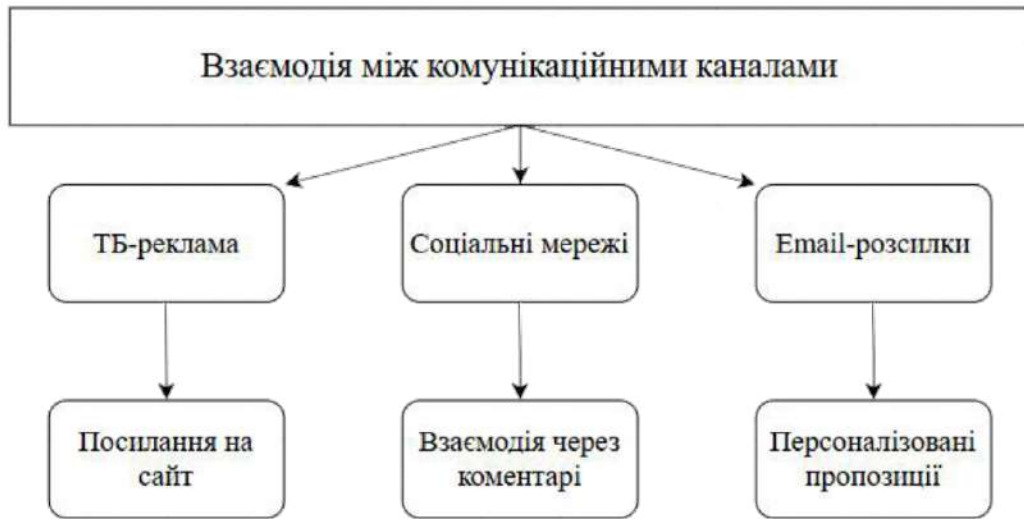 Взаємодія між комунікаційними каналами
ТБ-реклама
Соціальні мережі
Email-розсилки
Посилання на
сайт
Взаємодія через
коментарі
Персоналізовані
пропозиції